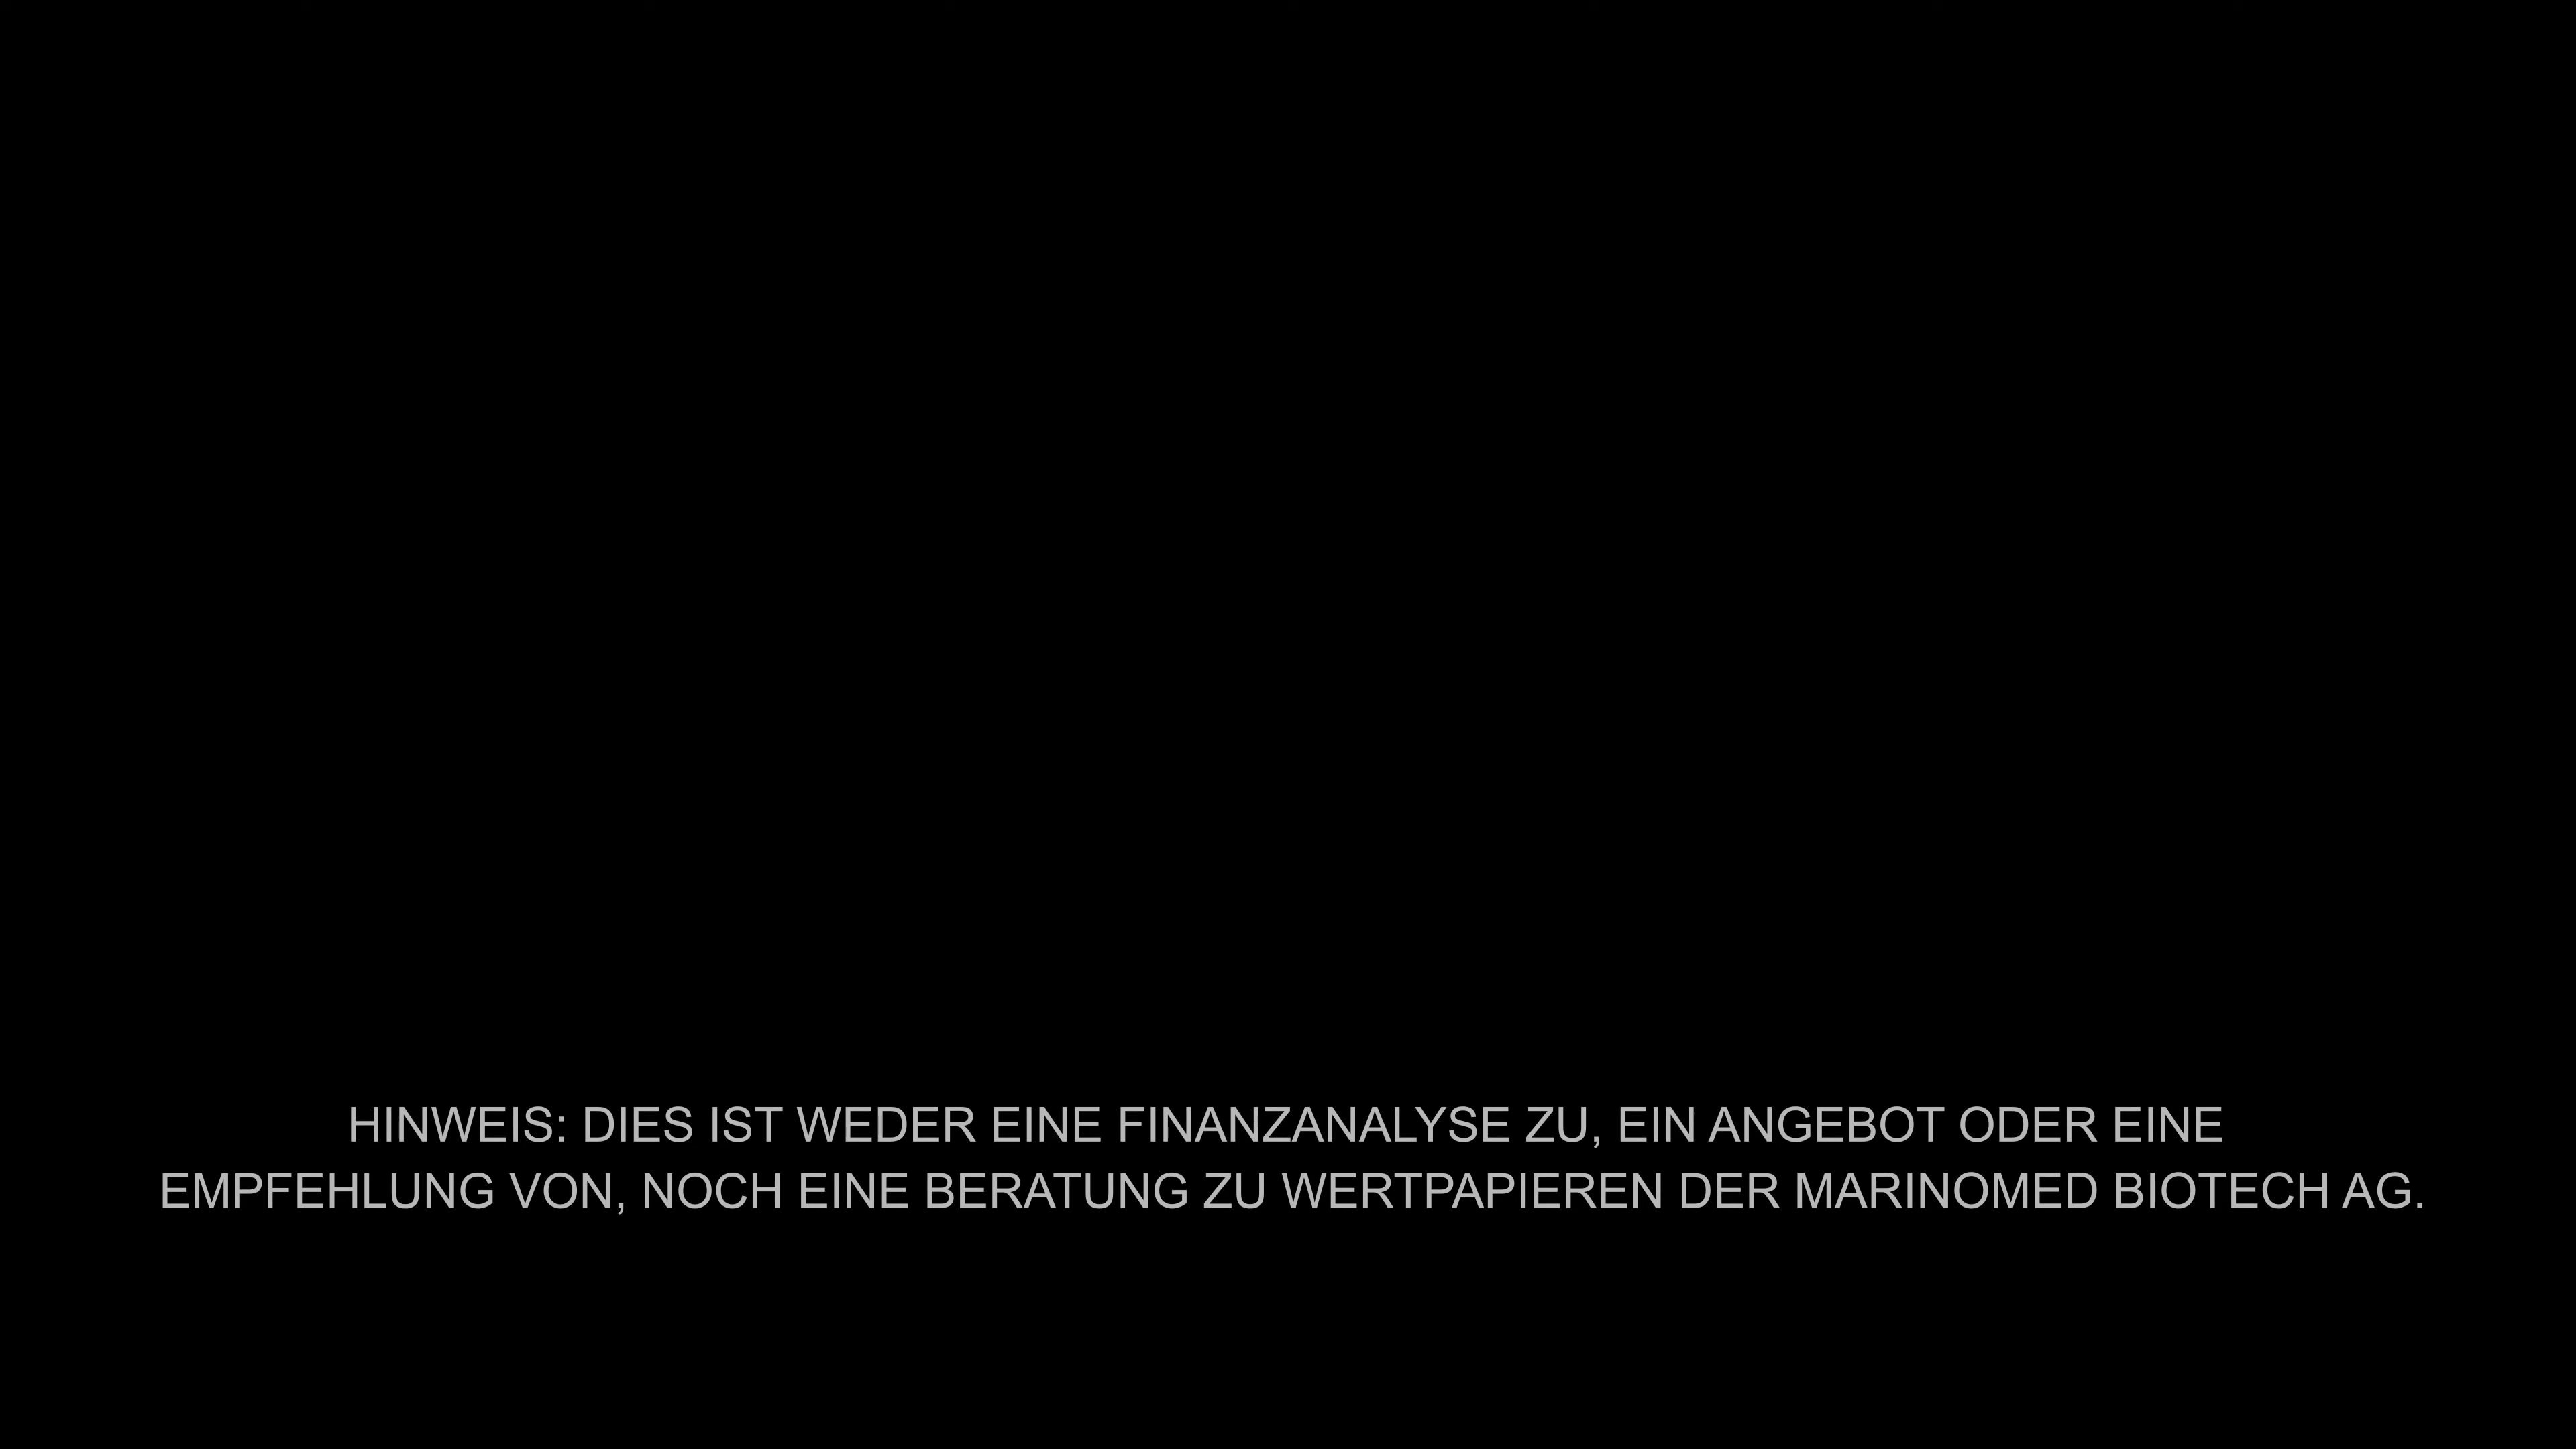 HINWEIS: DIES IST WEDER EINE FINANZANALYSE ZU, EIN ANGEBOT ODER EINE
EMPFEHLUNG VON, NOCH EINE BERATUNG ZU WERTPAPIEREN DER MARINOMED BIOTECH AG.